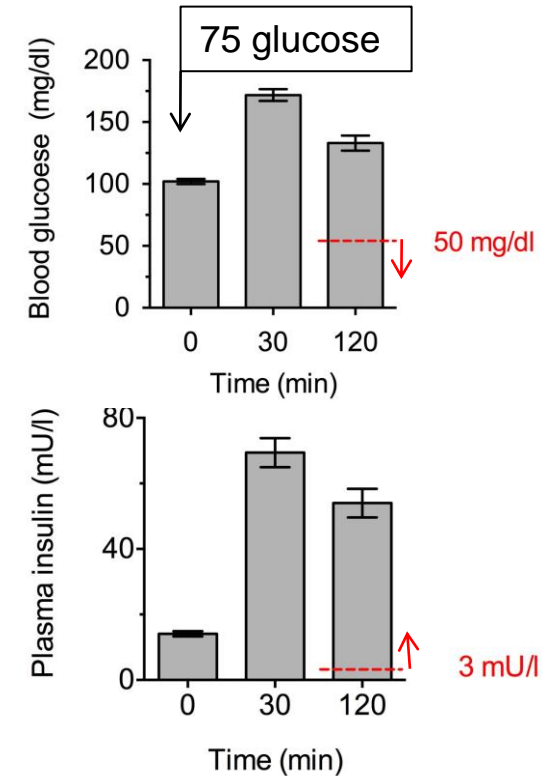 75 glucose
Blood glucoese (mg/dl)
200
150
100
50
0
50 mg/dl
0 30 120
Time (min)
Plasma insulin (mU/l)
80
40
0
3 mU/l
0 30 120
Time (min)